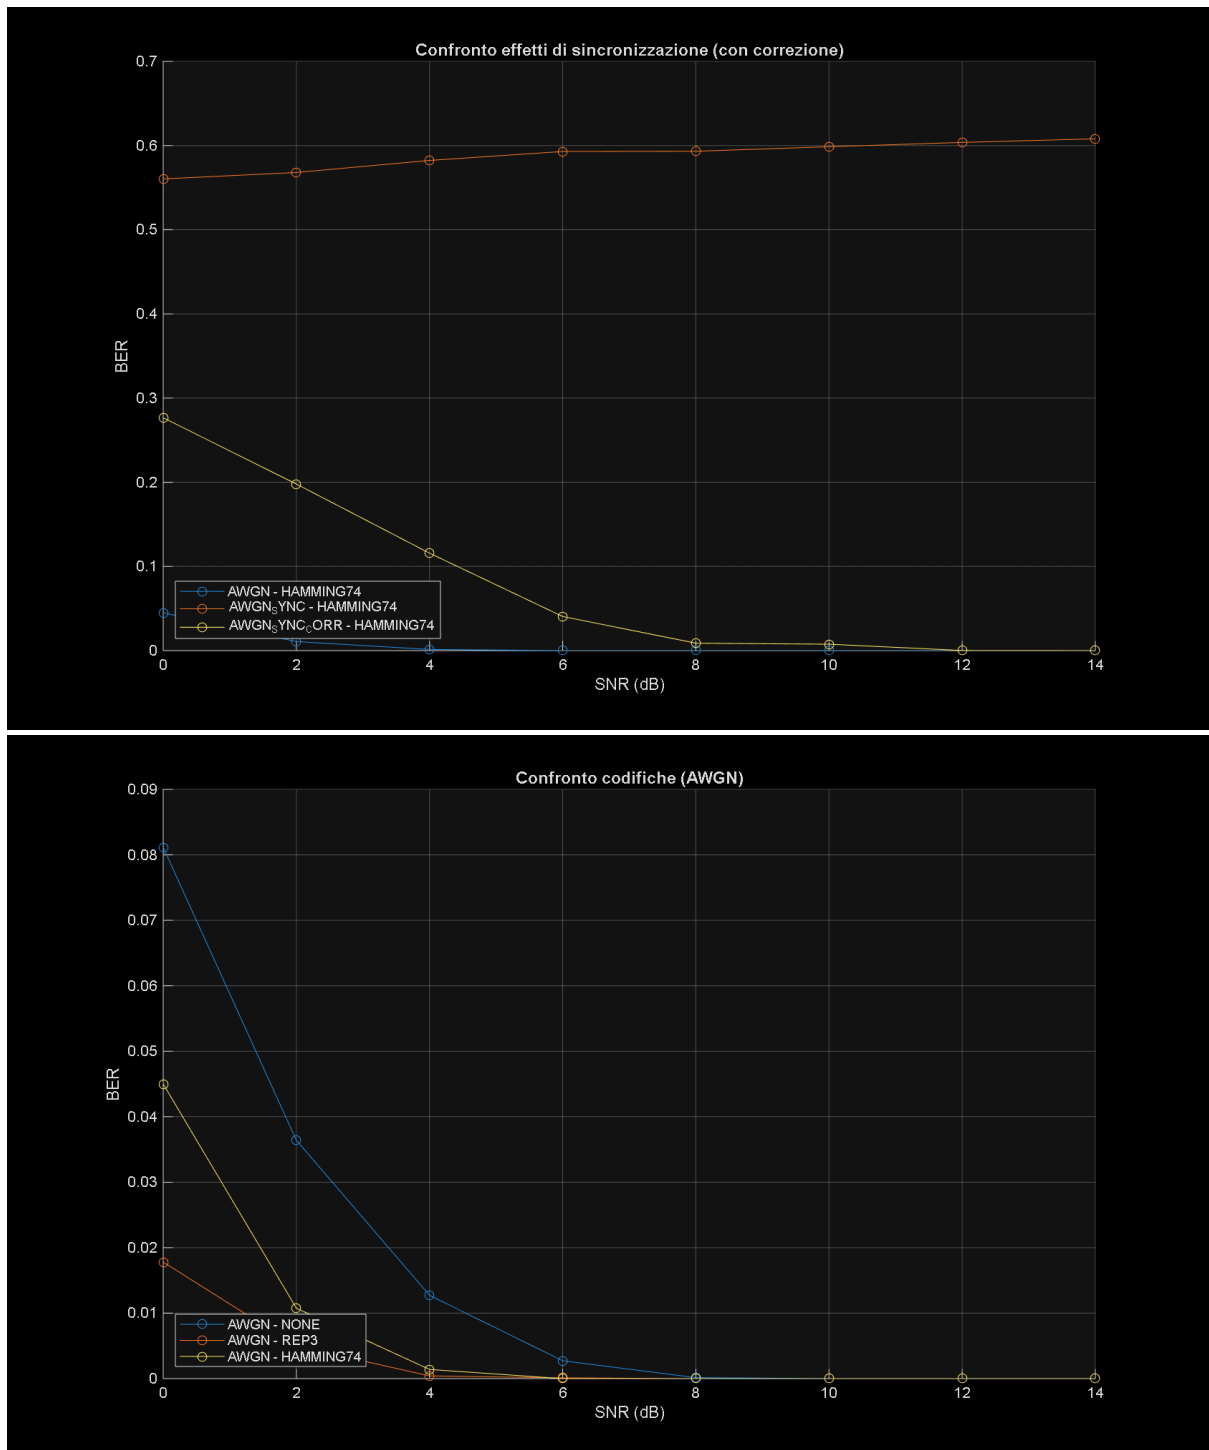 Confronto effetti di sincronizzazione (con correzione)
0.7
0.6
0.5
0.4
0.3
0.2
0.1
0
BER
AWGN - HAMMING74
AWGNSYNC - HAMMING74
AWGNSYNCCORR - HAMMING74
0 2 4 6 8 10 12 14
SNR (dB)
Confronto codifiche (AWGN)
0.09
0.08
0.07
0.06
0.05
0.04
0.03
0.02
0.01
0
BER
AWGN - NONE
AWGN - REP3
AWGN - HAMMING74
0 2 4 6 8 10 12 14
SNR (dB)